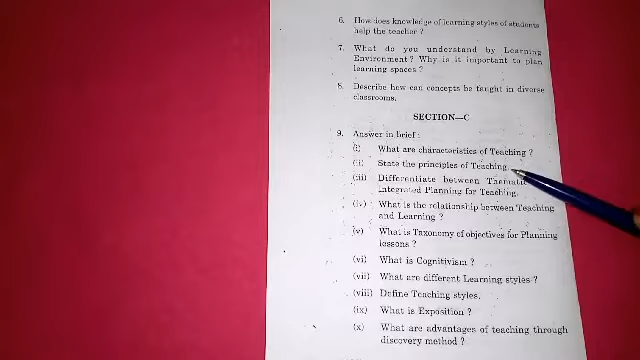 6. How does knowledge of learning styles of students
help the teacher ?
7. What do you understand by Learning
Environment? Why is it important to plan
learning spaces ?
8. Describe how can concepts be taught in diverse
classrooms.
SECTION—C
9. Answer in brief :
(i) What are characteristics of Teaching ?
(ii) State the principles of Teaching.
(iii) Differentiate between Thematic
Integrated Planning for Teaching.
(iv) What is the relationship between Teaching
and Learning ?
(v) What is Taxonomy of objectives for Planning
lessons ?
(vi) What is Cognitivism ?
(vii) What are different Learning styles ?
(viii) Define Teaching styles.
(ix) What is Exposition ?
(x) What are advantages of teaching through
discovery method ?